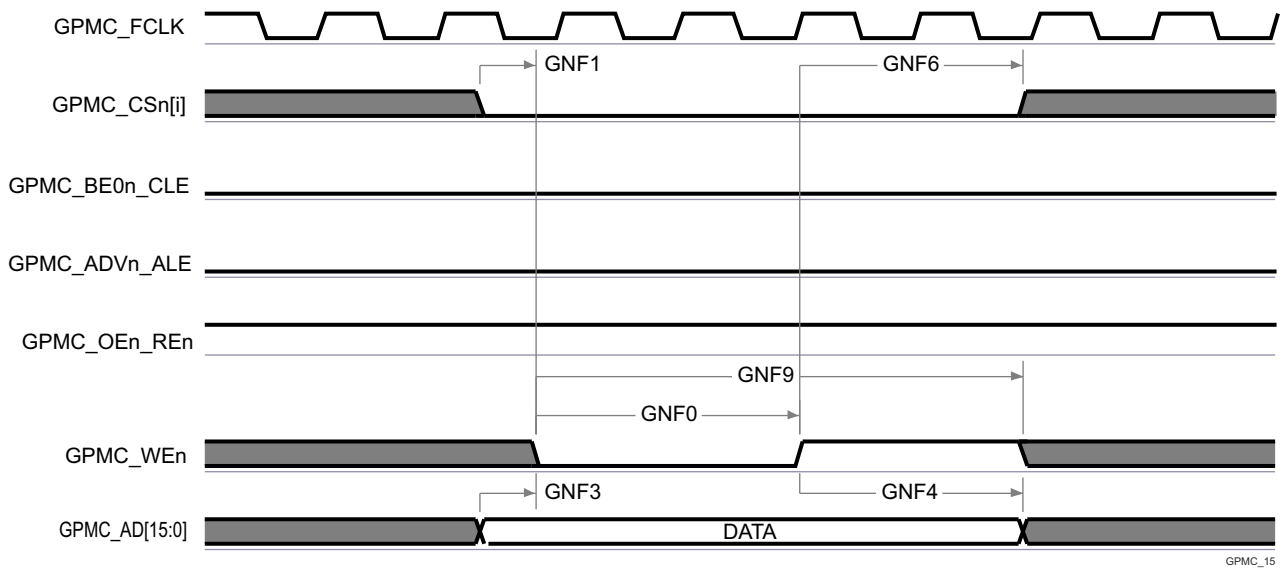 GPMC_FCLK
GNF1
GNF6
GPMC_CSn[i]
GPMC_BE0n_CLE
GPMC_ADVn_ALE
GPMC_OEn_REn
GNF9
GNF0
GPMC_WEn
GNF3
GNF4
GPMC_AD[15:0]
DATA
GPMC_15